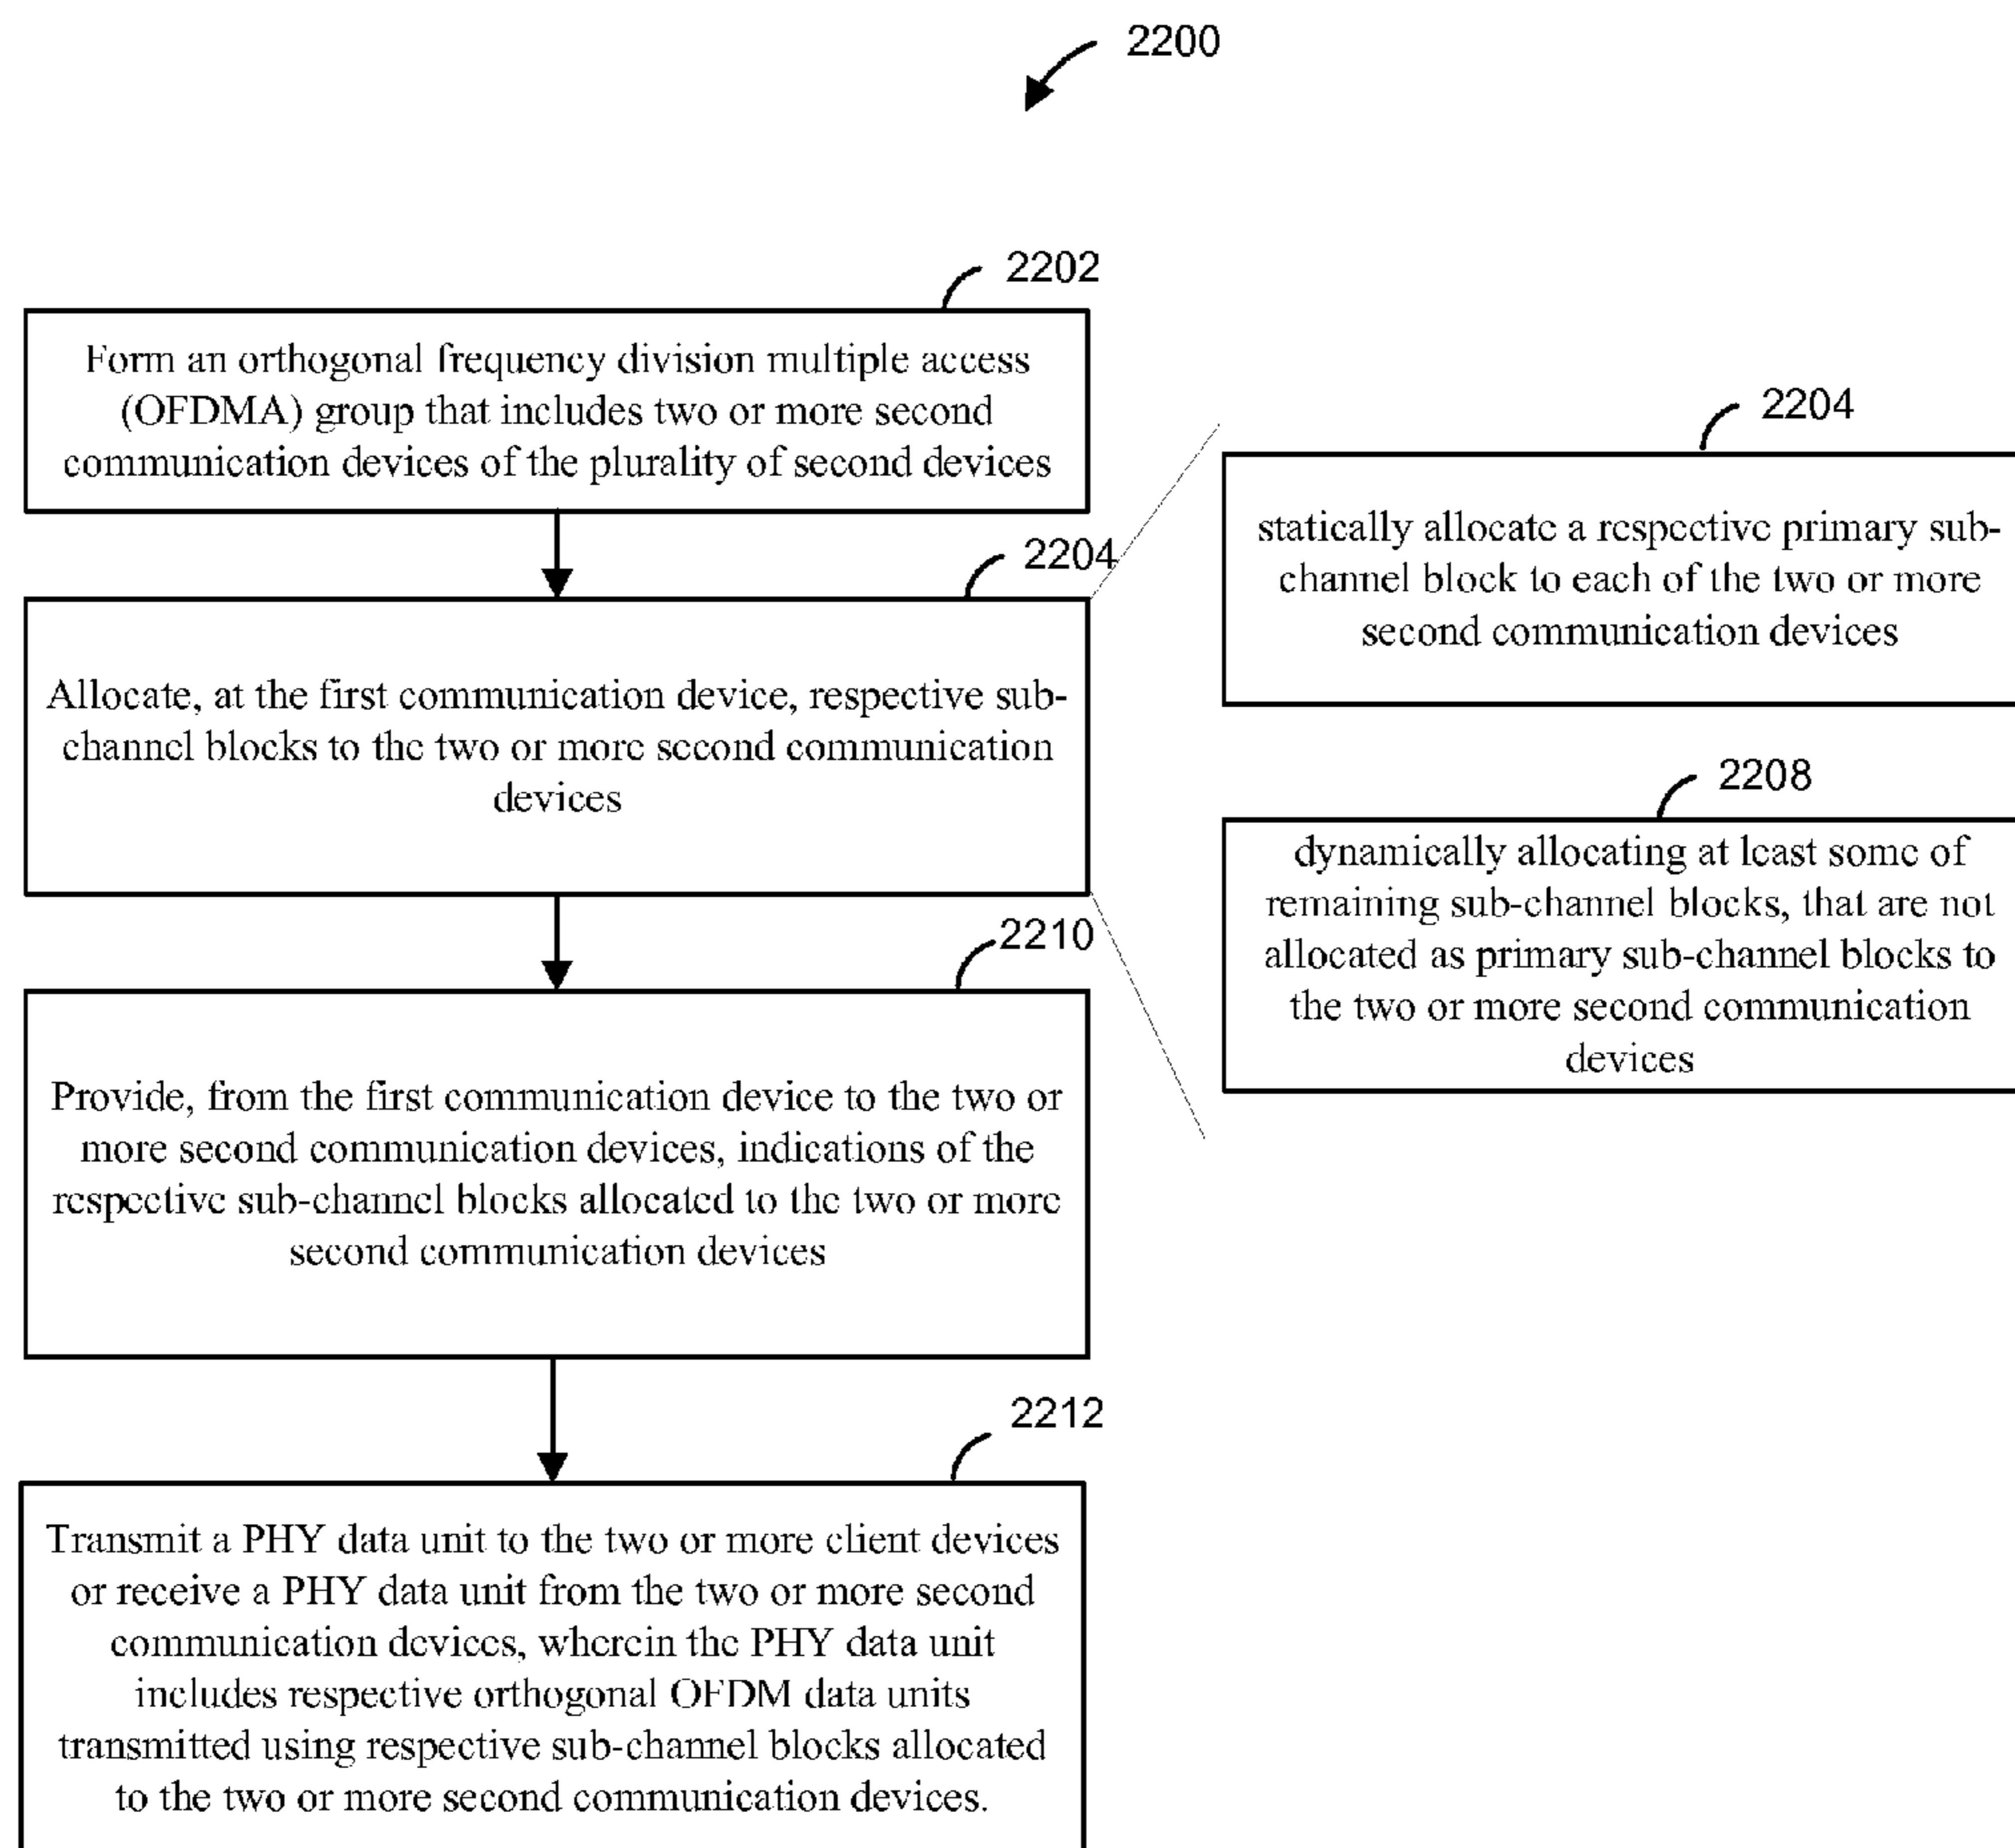 2200
2202
Form an orthogonal frequency division multiple access
(OFDMA) group that includes two or more second
communication devices of the plurality of second devices
2204
Allocate, at the first communication device, respective sub-
channel blocks to the two or more second communication
devices
2204
statically allocate a respective primary sub-
channel block to each of the two or more
second communication devices
2208
dynamically allocating at least some of
remaining sub-channel blocks, that are not
allocated as primary sub-channel blocks to
the two or more second communication
devices
2210
Provide, from the first communication device to the two or
more second communication devices, indications of the
respective sub-channel blocks allocated to the two or more
second communication devices
2212
Transmit a PHY data unit to the two or more client devices
or receive a PHY data unit from the two or more second
communication devices, wherein the PHY data unit
includes respective orthogonal OFDM data units
transmitted using respective sub-channel blocks allocated
to the two or more second communication devices.